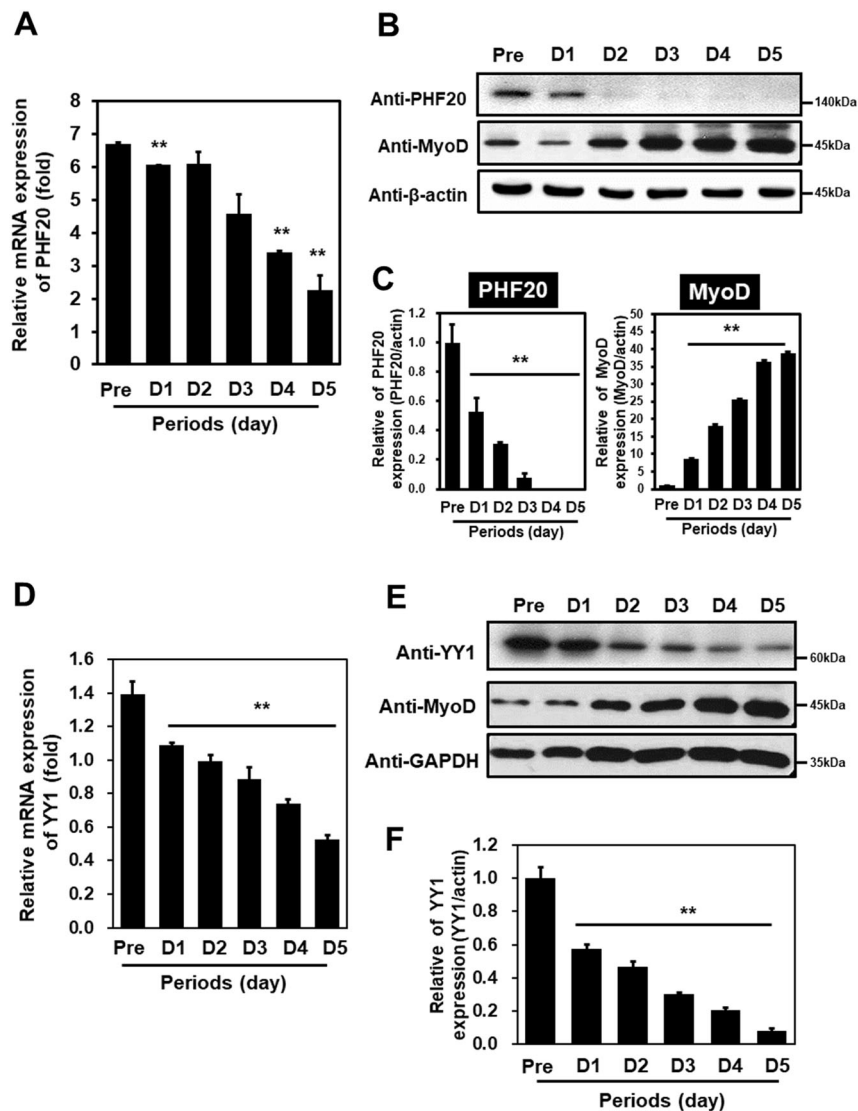 A
Relative mRNA expression
of PHF20 (fold)
8
7
6
5
4
3
2
1
0
**
**
**
Pre D1 D2 D3 D4 D5
Periods (day)
B
Pre D1 D2 D3 D4 D5
Anti-PHF20
140kDa
Anti-MyoD
45kDa
Anti-β-actin
45kDa
C
PHF20
Relative of PHF20
expression (PHF20/actin)
1.2
1.0
0.8
0.6
0.4
0.2
0.0
**
Pre D1 D2 D3 D4 D5
Periods (day)
MyoD
Relative of MyoD
expression (MyoD/actin)
50
45
40
35
30
25
20
15
10
5
0
**
Pre D1 D2 D3 D4 D5
Periods (day)
D
Relative mRNA expression
of YY1 (fold)
1.6
1.4
1.2
1.0
0.8
0.6
0.4
0.2
0.0
**
Pre D1 D2 D3 D4 D5
Periods (day)
E
Pre D1 D2 D3 D4 D5
Anti-YY1
60kDa
Anti-MyoD
45kDa
Anti-GAPDH
35kDa
F
Relative of YY1
expression (YY1/actin)
1.2
1.0
0.8
0.6
0.4
0.2
0.0
**
Pre D1 D2 D3 D4 D5
Periods (day)